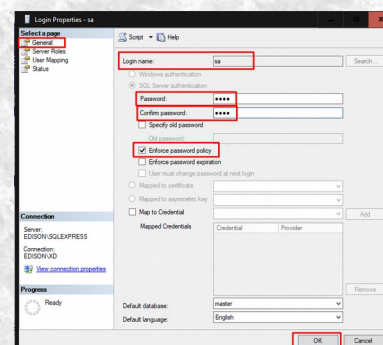 Login Properties - sa
Select a page
General
Server Roles
User Mapping
Status
Script
Help
Login name:
sa
Search...
Windows authentication
SQL Server authentication
Password:
••••
Confirm password:
••••
Specify old password
Old password:
Enforce password policy
Enforce password expiration
User must change password at next login
Mapped to certificate
Mapped to asymmetric key
Map to Credential
Add
Mapped Credentials
Credential
Provider
Remove
Default database:
master
Default language:
English
Connection
Server:
EDISON\SQLEXPRESS
Connection:
EDISON\XD
View connection properties
Progress
Ready
OK
Cancel